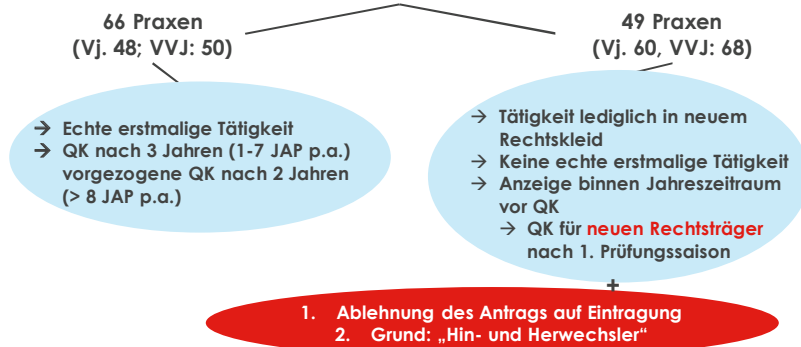 66 Praxen
(Vj. 48; VVJ: 50)
49 Praxen
(Vj. 60, VVJ: 68)
→ Echte erstmalige Tätigkeit
→ QK nach 3 Jahren (1-7 JAP p.a.)
vorgezogene QK nach 2 Jahren
(> 8 JAP p.a.)
→ Tätigkeit lediglich in neuem
Rechtskleid
→ Keine echte erstmalige Tätigkeit
→ Anzeige binnen Jahreszeitraum
vor QK
→ QK für neuen Rechtsträger
nach 1. Prüfungssaison
+
1. Ablehnung des Antrags auf Eintragung
2. Grund: „Hin- und Herwechsler“